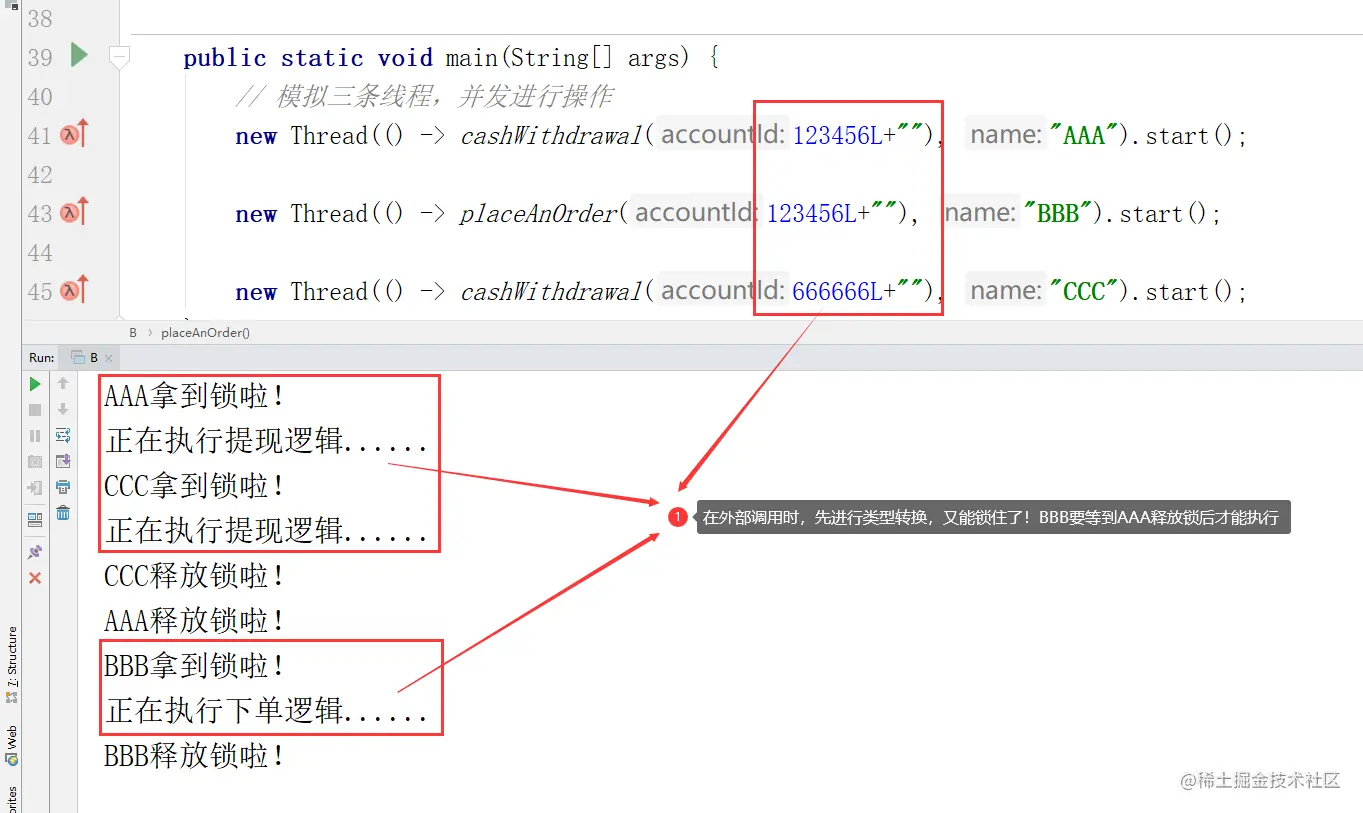 38
39 public static void main(String[] args) {
40 // 模拟三条线程，并发进行操作
41 new Thread(() -> cashWithdrawal( accountId: 123456L+""), name: "AAA").start();
42
43 new Thread(() -> placeAnOrder( accountId: 123456L+""), name: "BBB").start();
44
45 new Thread(() -> cashWithdrawal( accountId: 666666L+""), name: "CCC").start();
B › placeAnOrder()
Run: B ×
AAA拿到锁啦!
正在执行提现逻辑......
CCC拿到锁啦!
正在执行提现逻辑......
1 在外部调用时，先进行类型转换，又能锁住了！BBB要等到AAA释放锁后才能执行
CCC释放锁啦!
AAA释放锁啦!
BBB拿到锁啦!
正在执行下单逻辑......
BBB释放锁啦!
7: Structure
Web
@稀土掘金技术社区